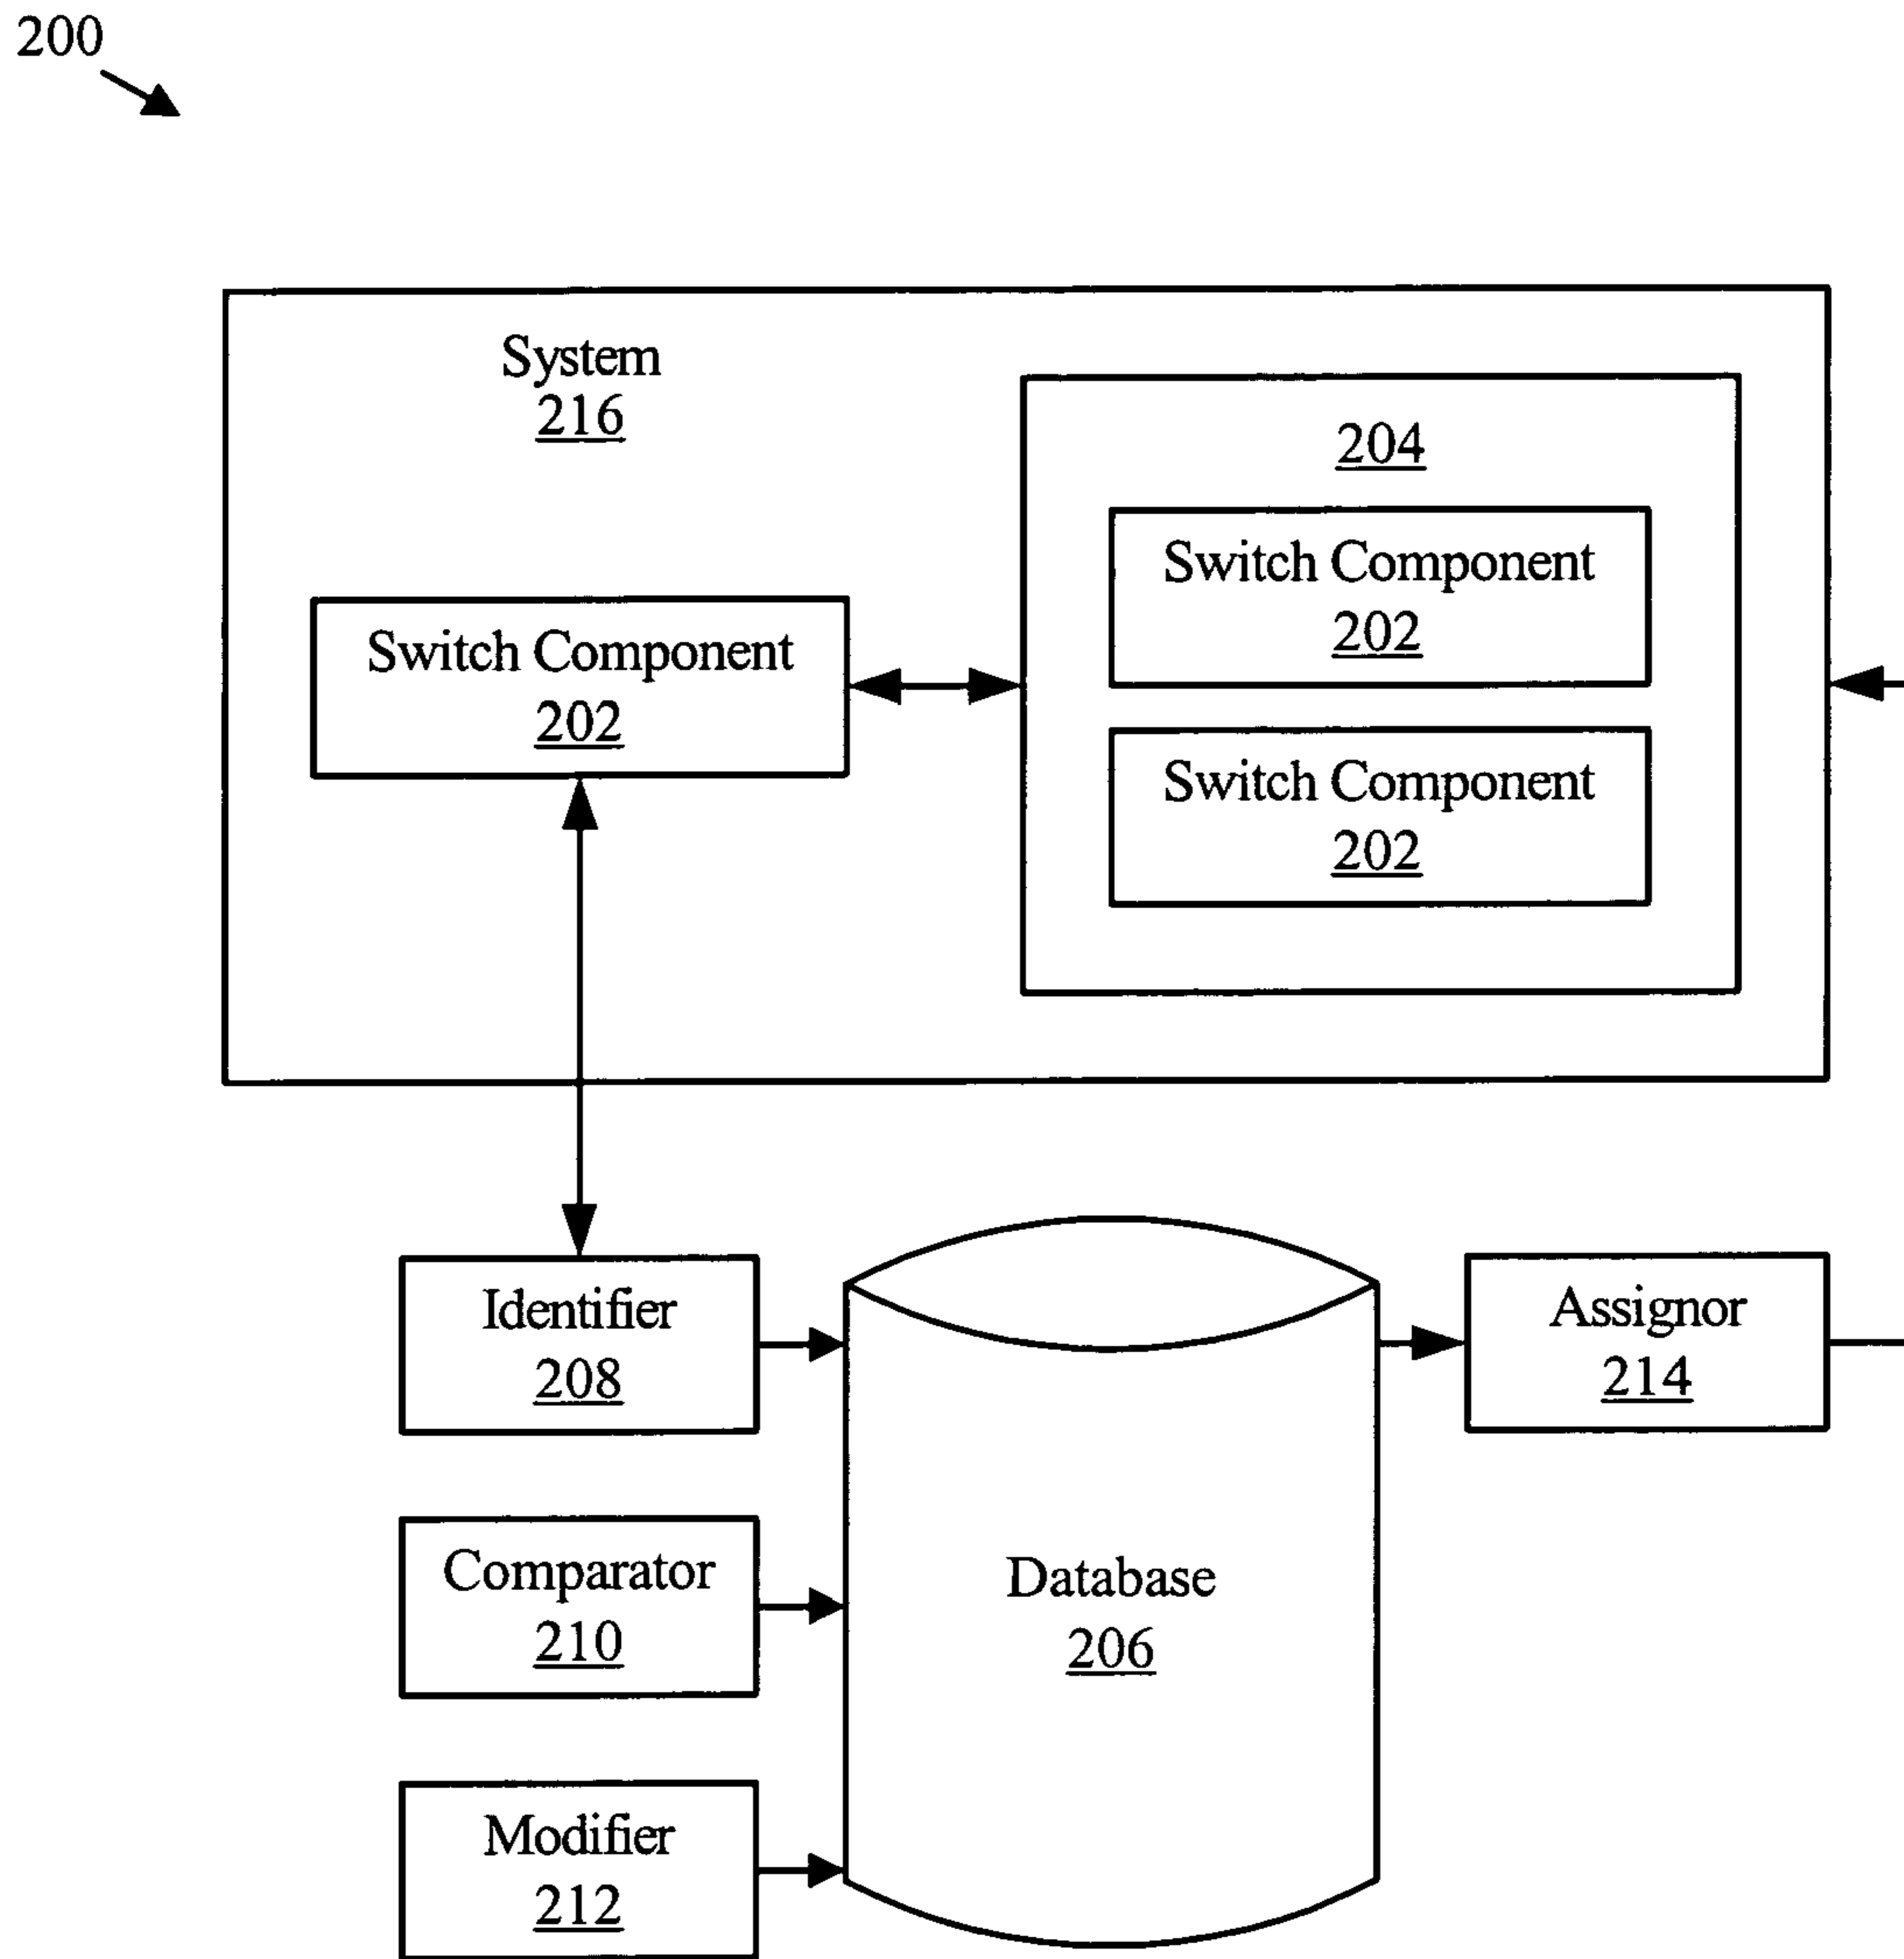 200
System
216
204
Switch Component
202
Switch Component
202
Switch Component
202
Identifier
208
Assignor
214
Comparator
210
Database
206
Modifier
212